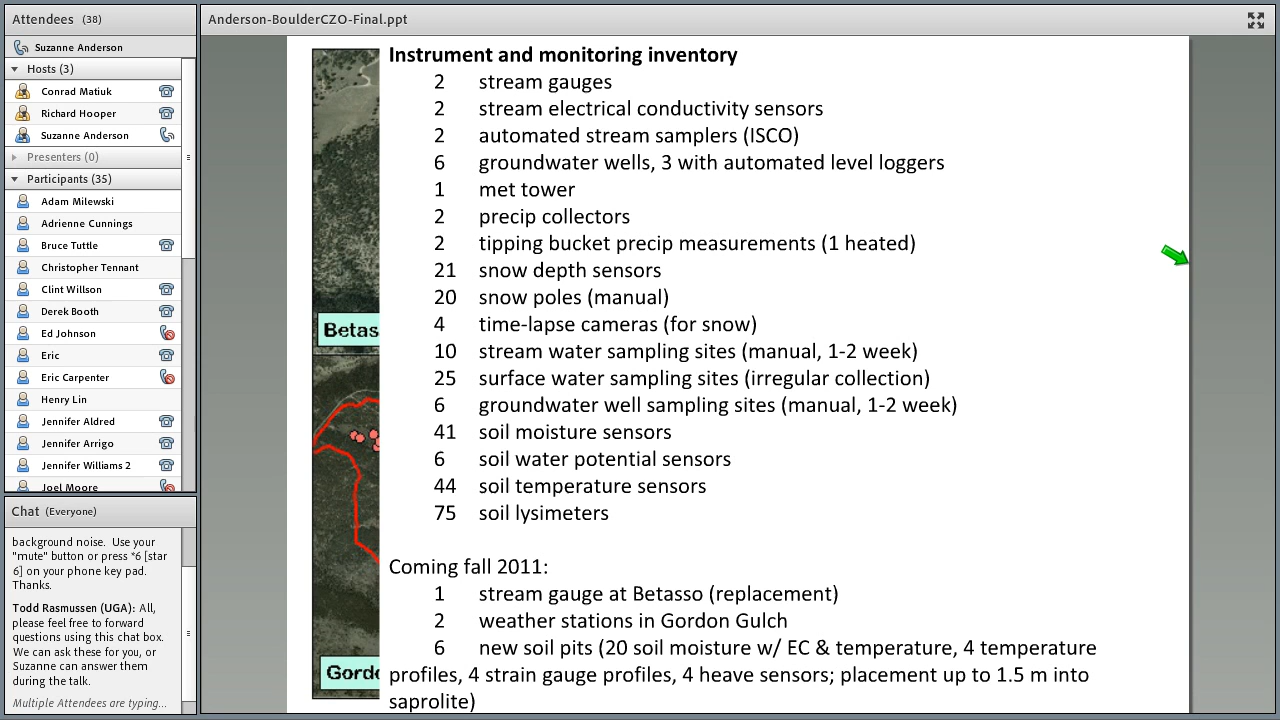 Attendees (38)
Suzanne Anderson
Hosts (3)
Conrad Matiuk
Richard Hooper
Suzanne Anderson
Presenters (0)
Participants (35)
Adam Milewski
Adrienne Cunnings
Bruce Tuttle
Christopher Tennant
Clint Willson
Derek Booth
Ed Johnson
eric
Eric Carpenter
Henry Lin
Jennifer Aldred
Jennifer Arrigo
Jennifer Williams 2
Joel Moore
Chat (Everyone)
background noise. Use your
"mute" button or press *6 [star
6] on your phone key pad.
Thanks.
Todd Rasmussen (UGA): All,
please feel free to forward
questions using this chat box.
We can ask these for you, or
Suzanne can answer them
during the talk.
Multiple Attendees are typing...
Anderson-BoulderCZO-Final.ppt
Instrument and monitoring inventory
2 stream gauges
2 stream electrical conductivity sensors
2 automated stream samplers (ISCO)
6 groundwater wells, 3 with automated level loggers
1 met tower
2 precip collectors
2 tipping bucket precip measurements (1 heated)
21 snow depth sensors
20 snow poles (manual)
4 time-lapse cameras (for snow)
10 stream water sampling sites (manual, 1-2 week)
25 surface water sampling sites (irregular collection)
6 groundwater well sampling sites (manual, 1-2 week)
41 soil moisture sensors
6 soil water potential sensors
44 soil temperature sensors
75 soil lysimeters
Coming fall 2011:
1 stream gauge at Betasso (replacement)
2 weather stations in Gordon Gulch
6 new soil pits (20 soil moisture w/ EC & temperature, 4 temperature
profiles, 4 strain gauge profiles, 4 heave sensors; placement up to 1.5 m into
saprolite)
Betas
Gord